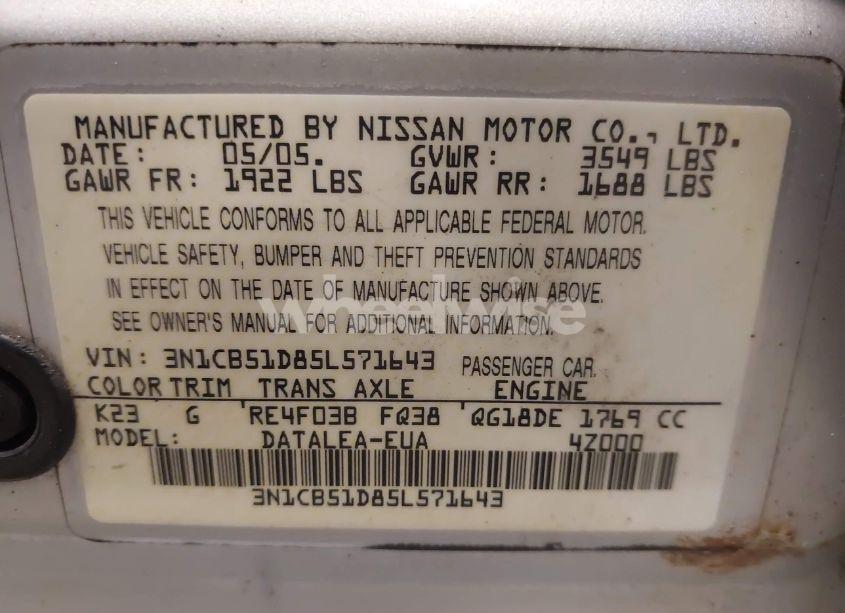 MANUFACTURED BY NISSAN MOTOR CO., LTD.
DATE: 05/05. GVWR: 3549 LBS
GAWR FR: 1922 LBS GAWR RR: 1688 LBS
THIS VEHICLE CONFORMS TO ALL APPLICABLE FEDERAL MOTOR.
VEHICLE SAFETY, BUMPER AND THEFT PREVENTION STANDARDS
IN EFFECT ON THE DATE OF MANUFACTURE SHOWN ABOVE.
wheelwise
SEE OWNER'S MANUAL FOR ADDITIONAL INFORMATION.
VIN: 3N1CB51D85L571643 PASSENGER CAR.
COLOR TRIM TRANS AXLE ENGINE
K23 G RE4F03B FQ38 QG18DE 1769 CC
MODEL: DATALEA-EUA 4Z000
3N1CB51D85L571643